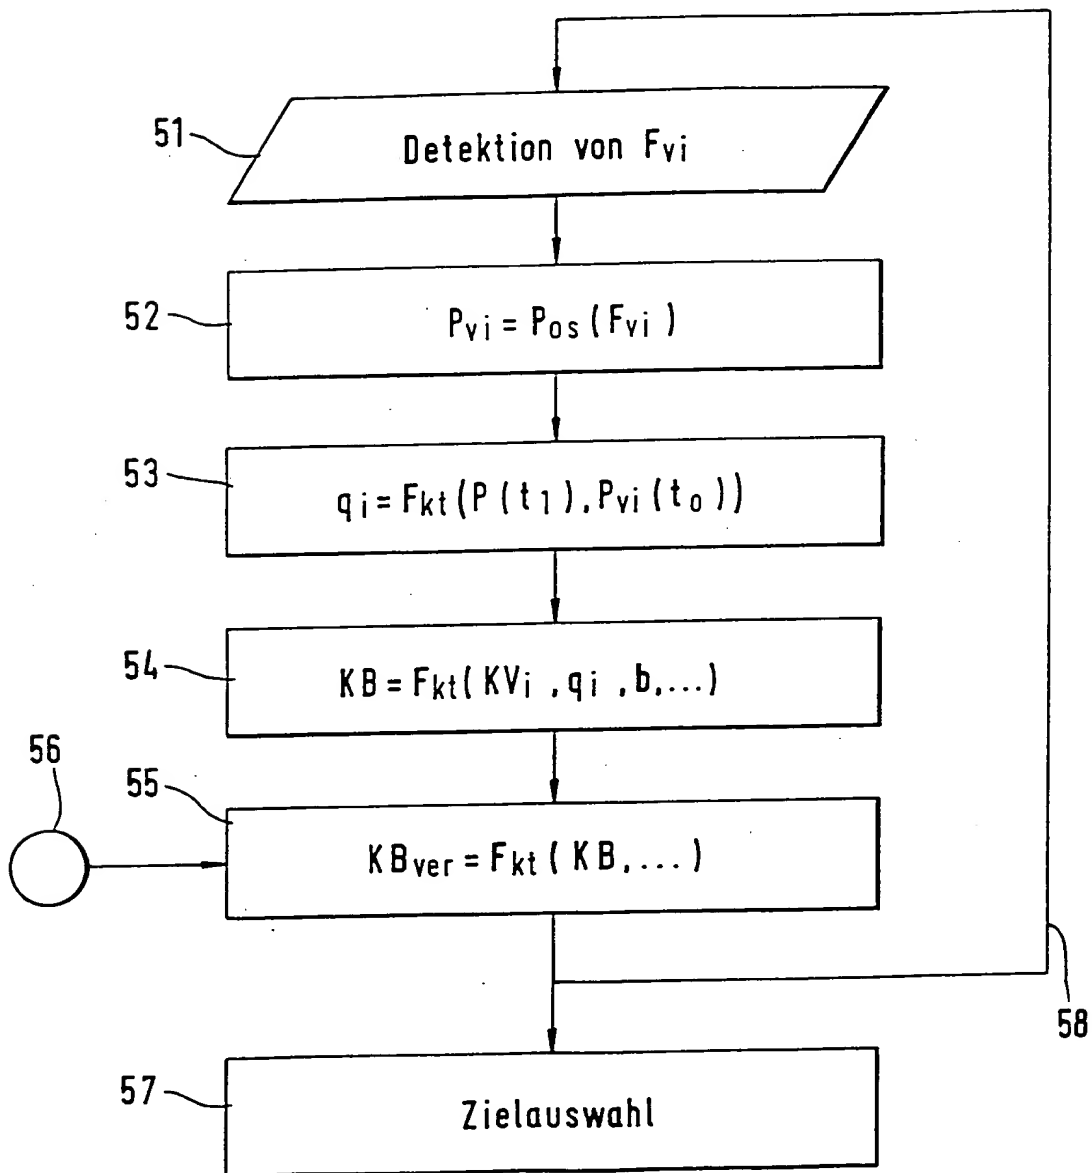 51
Detektion von Fvi
52
Pvi = Pos (Fvi)
53
qi = Fkt (P (t1), Pvi (to))
54
KB = Fkt (KVi, qi, b, ...)
56
55
KBver = Fkt (KB, ...)
58
57
Zielauswahl